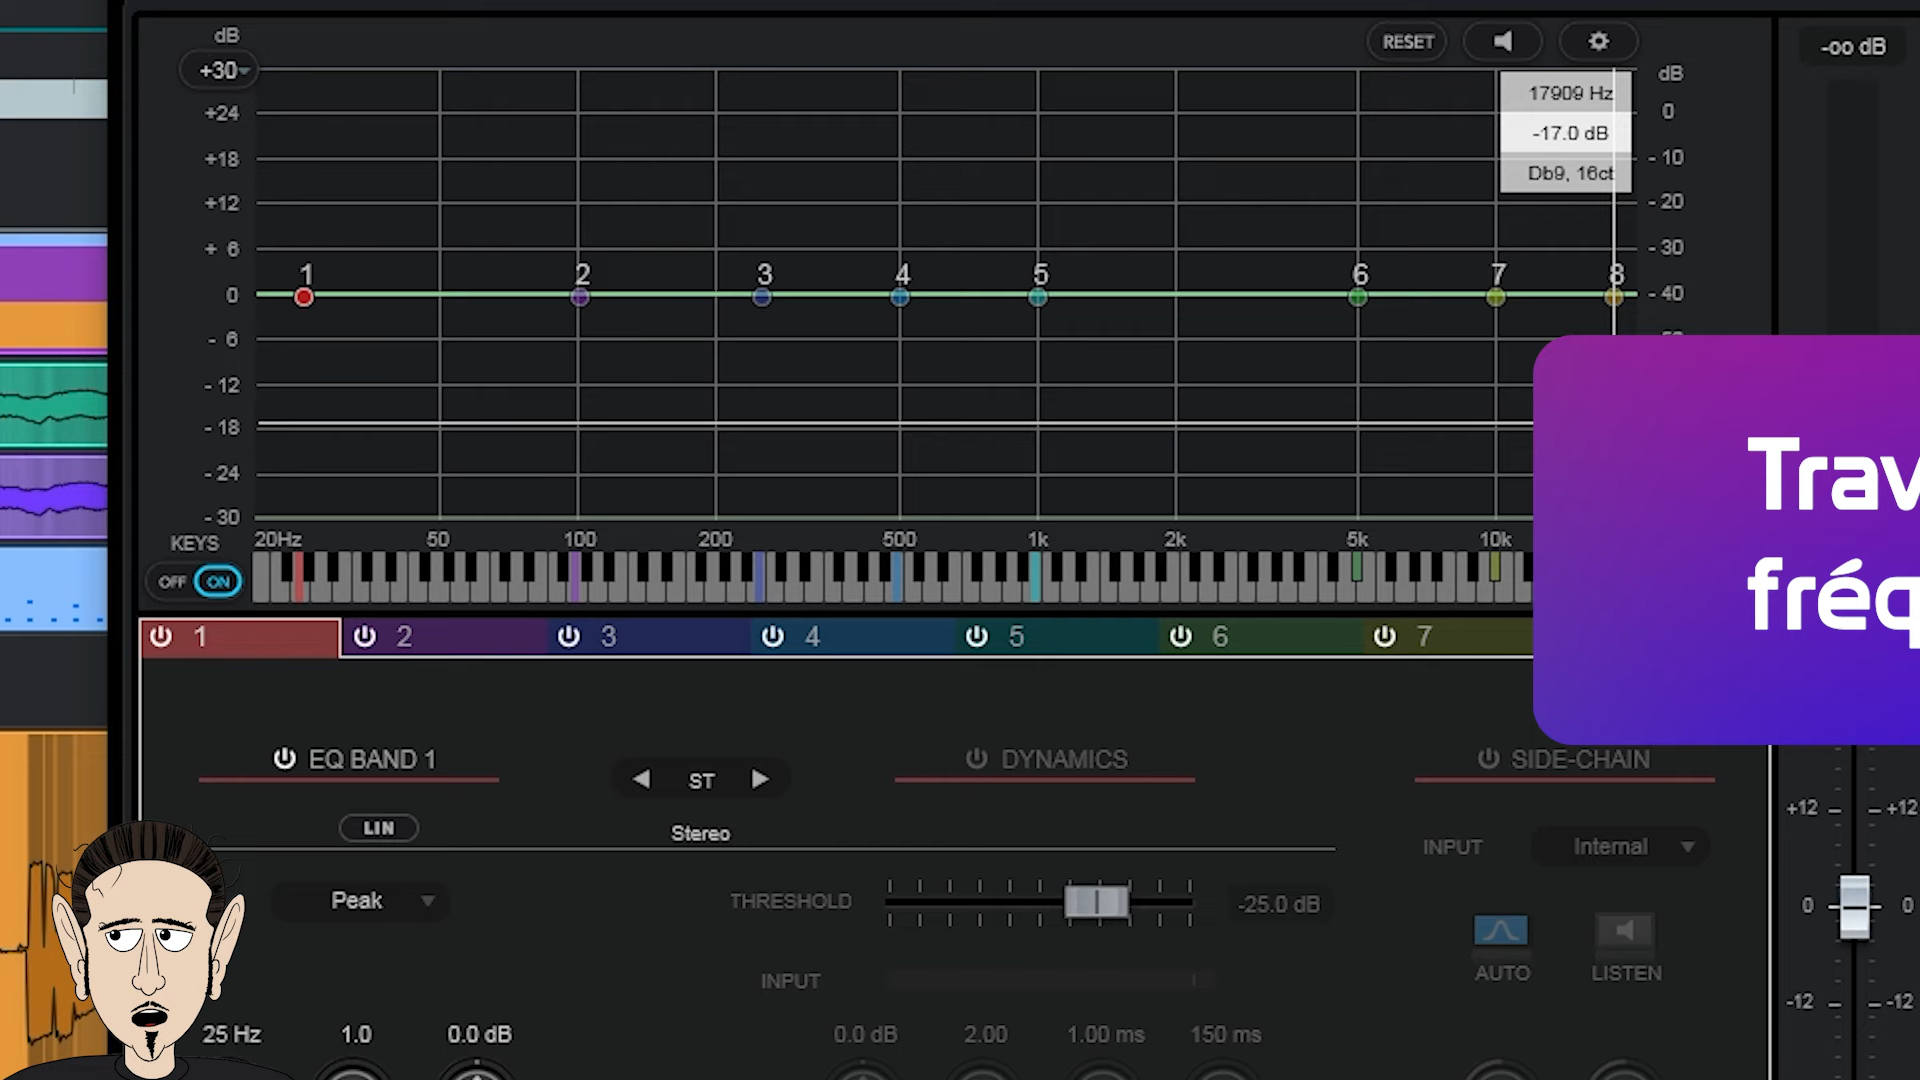 dB
RESET
-oo dB
+30
dB
17909 Hz
+24
0
-17.0 dB
+18
- 10
Db9, 16ct
+12
- 20
+ 6
- 30
1 2 3 4 5 6 7 8
0
- 40
- 6
- 12
- 18
Trav
- 24
- 30
KEYS 20Hz 50 100 200 500 1k 2k 5k 10k
OFF ON
fréq
1 2 3 4 5 6 7
EQ BAND 1
ST
DYNAMICS
SIDE-CHAIN
+12 +12
LIN
Stereo
INPUT Internal
Peak
THRESHOLD
-25.0 dB
0 0
AUTO LISTEN
INPUT
-12 -12
25 Hz 1.0 0.0 dB
0.0 dB 2.00 1.00 ms 150 ms